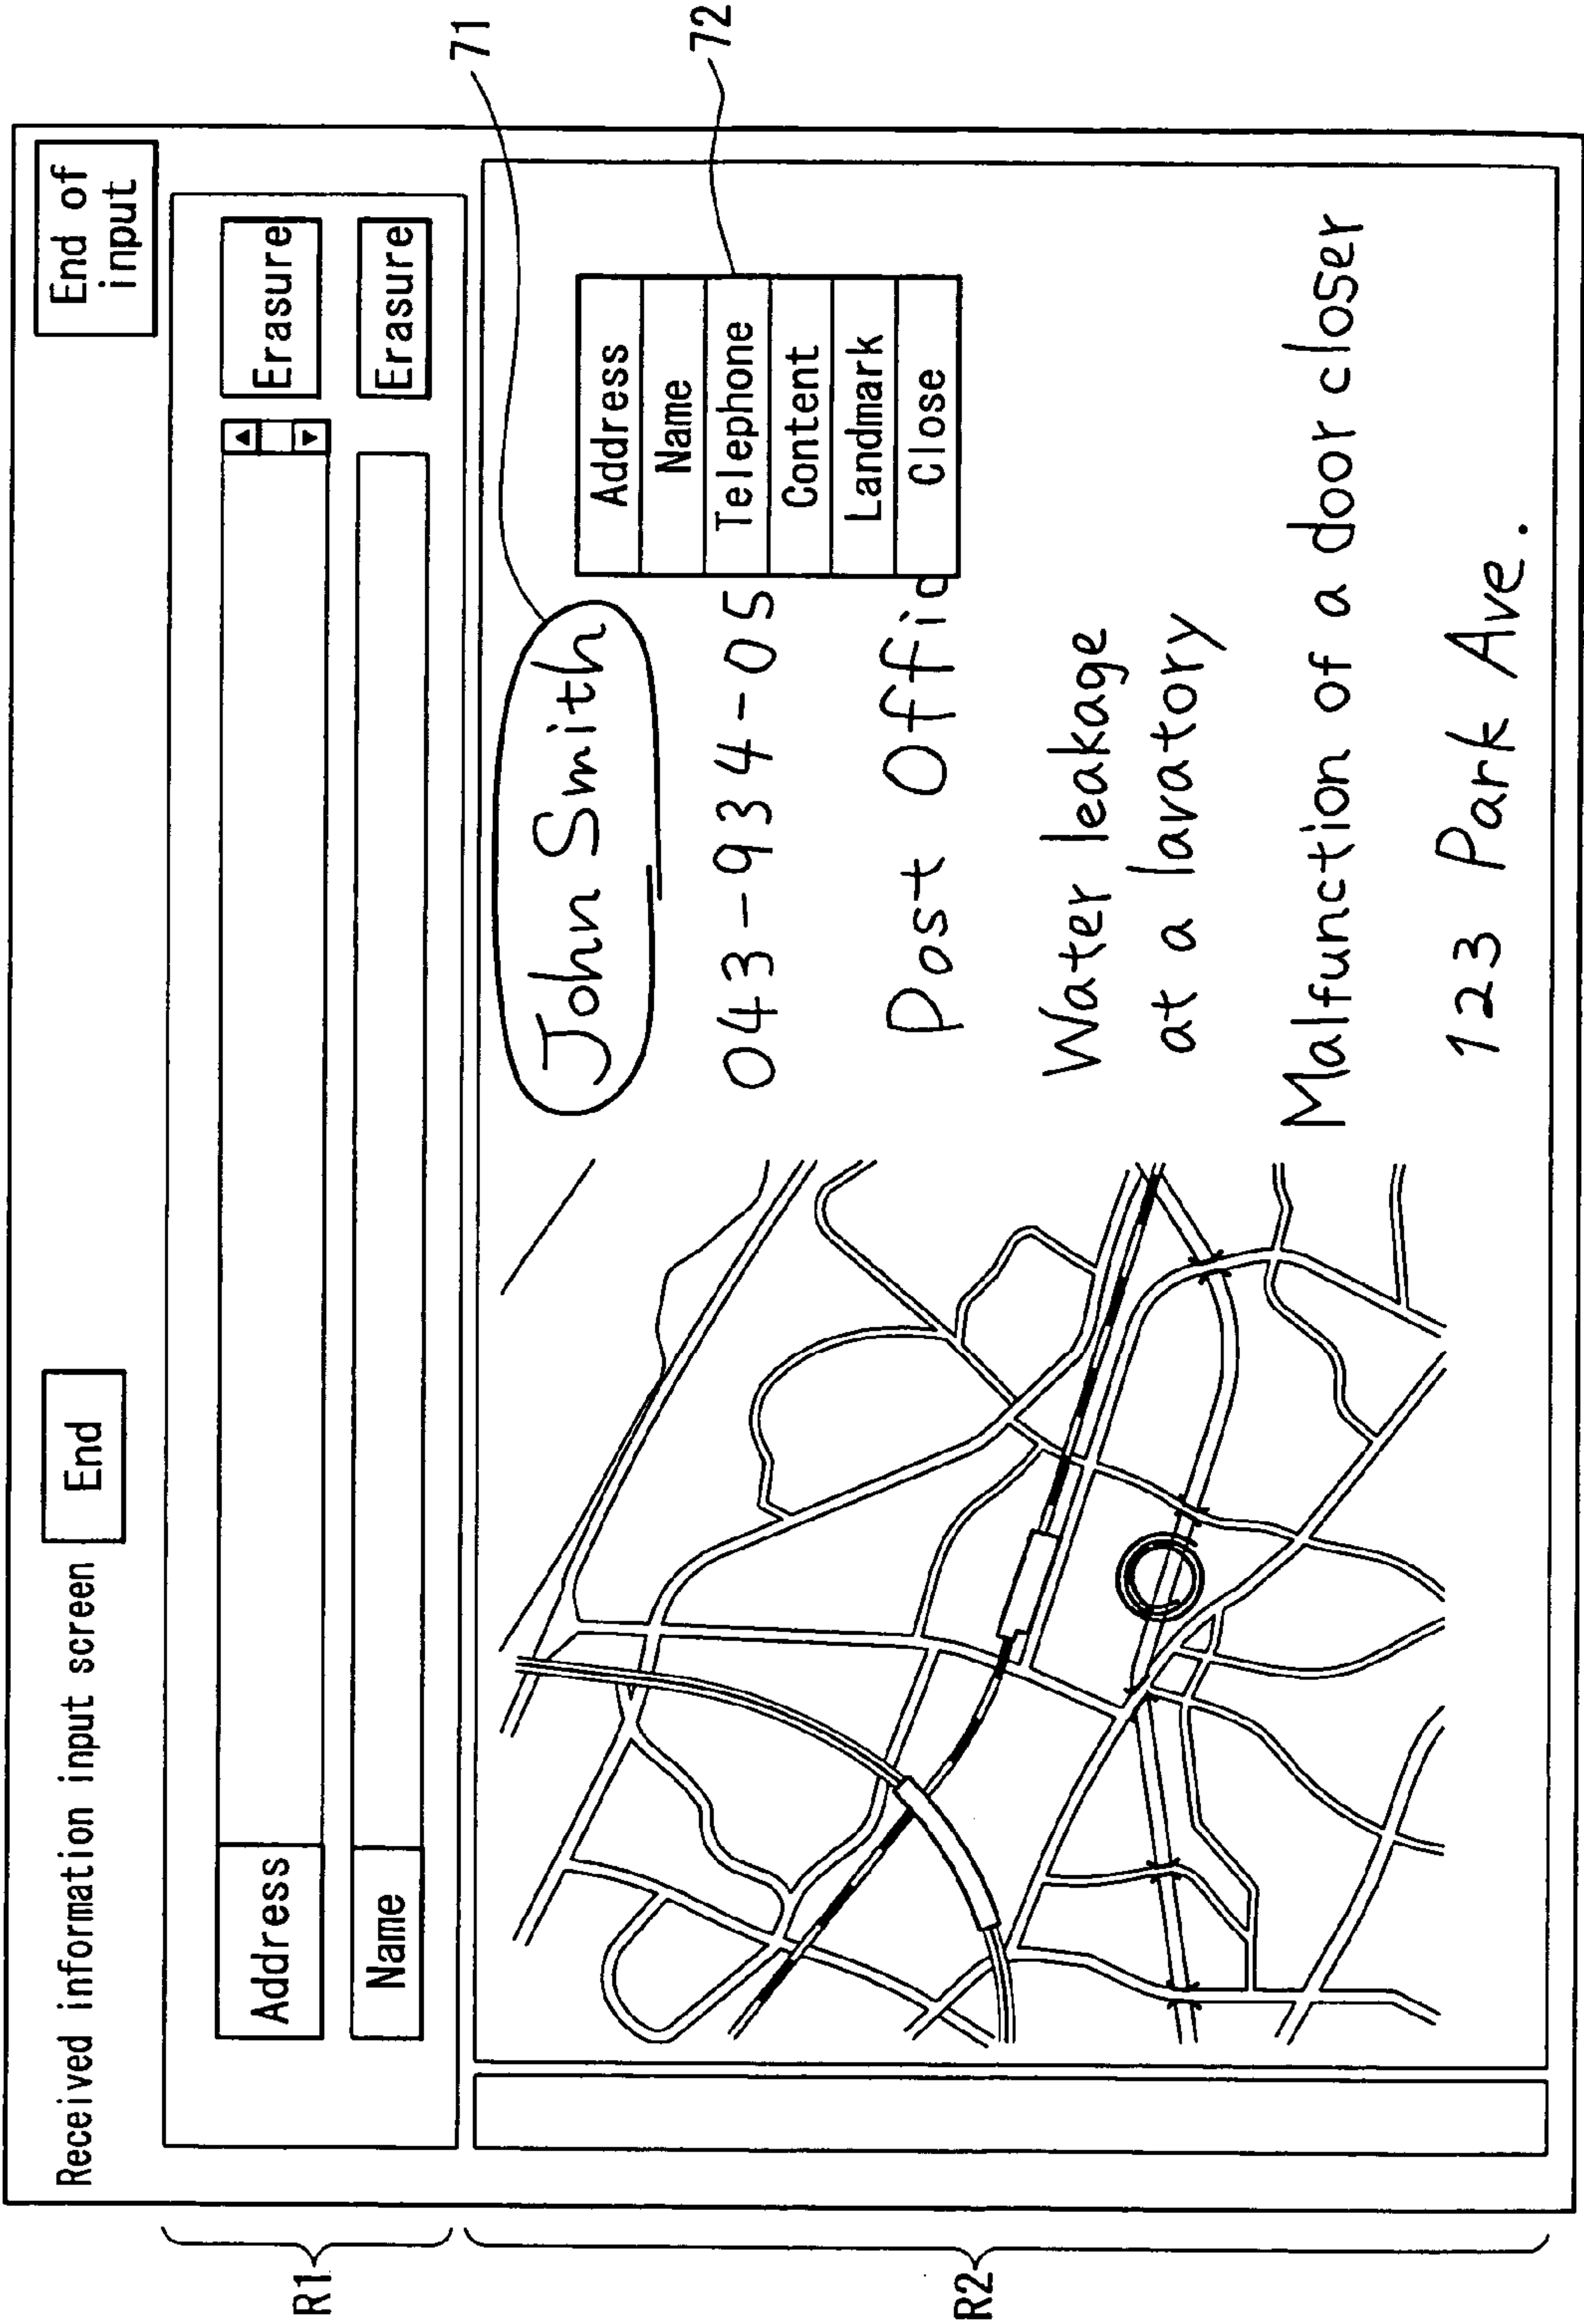 Received information input screen
End
End of
input
Address
▲
▼
Erasure
Name
Erasure
R1
R2
71
72
John Smith
043-934-05
Post Offic
Water leakage
at a lavatory
Malfunction of a door closer
123 Park Ave.
Address
Name
Telephone
Content
Landmark
Close